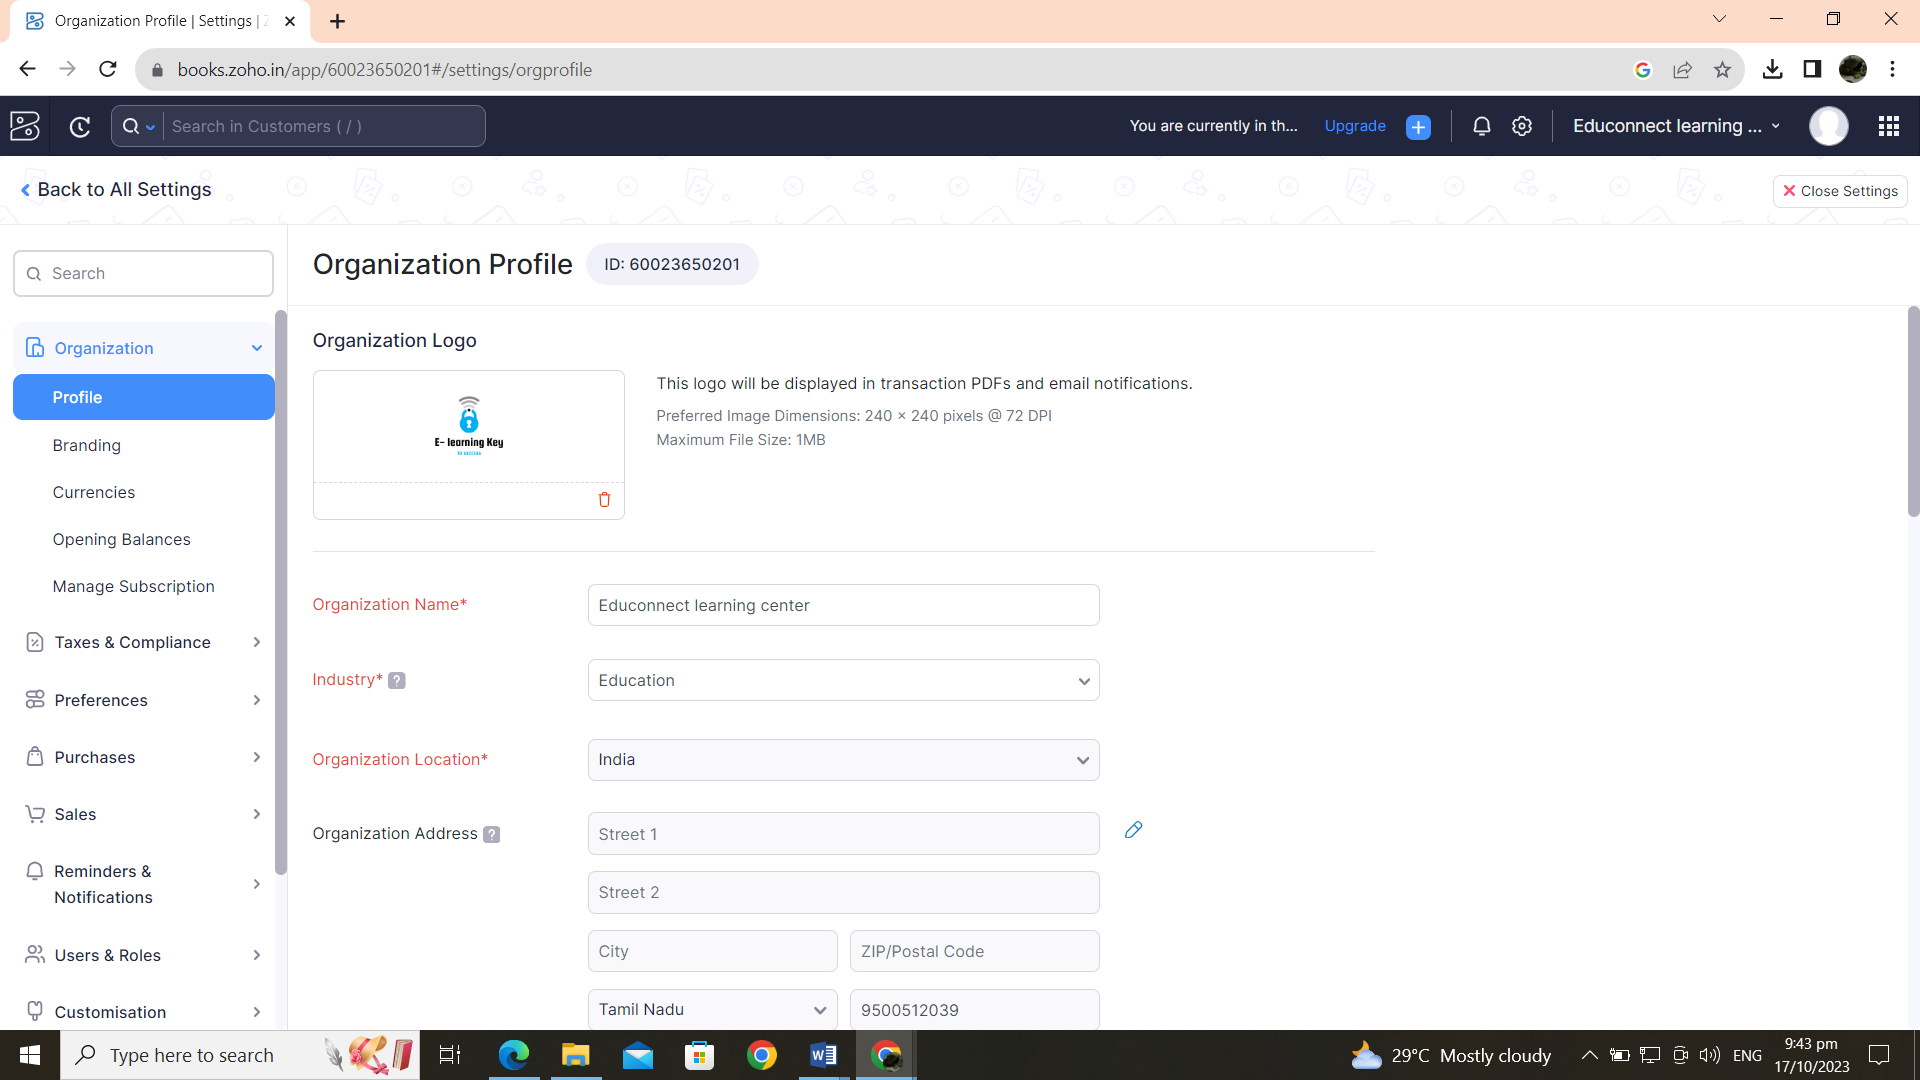 Organization Profile | Settings |
books.zoho.in/app/60023650201#/settings/orgprofile
Search in Customers ( / )
You are currently in th...
Upgrade
Educonnect learning ...
Back to All Settings
Close Settings
Search
Organization
Profile
Branding
Currencies
Opening Balances
Manage Subscription
Taxes & Compliance
Preferences
Purchases
Sales
Reminders &
Notifications
Users & Roles
Customisation
Organization Profile
ID: 60023650201
Organization Logo
E- learning Key
TO SUCCESS
This logo will be displayed in transaction PDFs and email notifications.
Preferred Image Dimensions: 240 × 240 pixels @ 72 DPI
Maximum File Size: 1MB
Organization Name*
Educonnect learning center
Industry* ?
Education
Organization Location*
India
Organization Address ?
Street 1
Street 2
City
ZIP/Postal Code
Tamil Nadu
9500512039
Type here to search
29°C Mostly cloudy
ENG
9:43 pm
17/10/2023